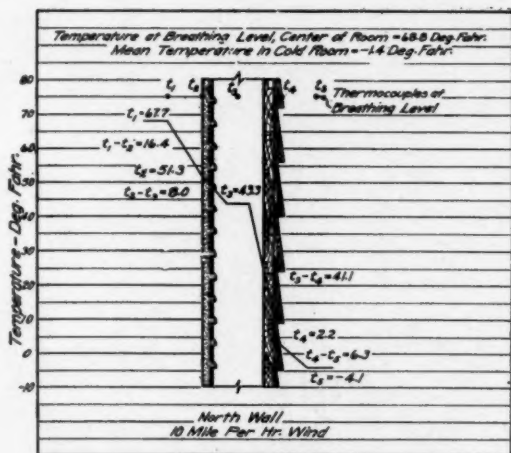 Temperature at Breathing Level, Center of Room = 68.8 Deg. Fahr.
Mean Temperature in Cold Room = -1.4 Deg. Fahr.
80
70
60
50
40
30
20
10
0
-10
Temperature - Deg. Fahr.
t₁ t₂ t₃ t₄ t₅
Thermocouples at
Breathing Level
t₁=67.7
t₁-t₂=16.4
t₂=51.3
t₂-t₃=8.0
t₃=43.3
t₃-t₄=41.1
t₄=2.2
t₄-t₅=6.3
t₅=-4.1
North Wall
10 Mile Per Hr. Wind